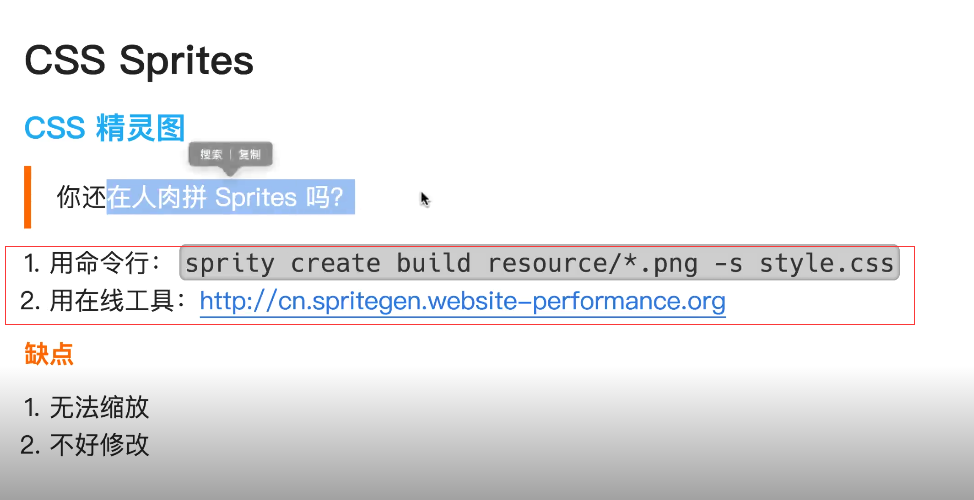 CSS Sprites
CSS 精灵图
搜索 | 复制
你还在人肉拼 Sprites 吗？
1. 用命令行： sprity create build resource/*.png -s style.css
2. 用在线工具：http://cn.spritegen.website-performance.org
缺点
1. 无法缩放
2. 不好修改